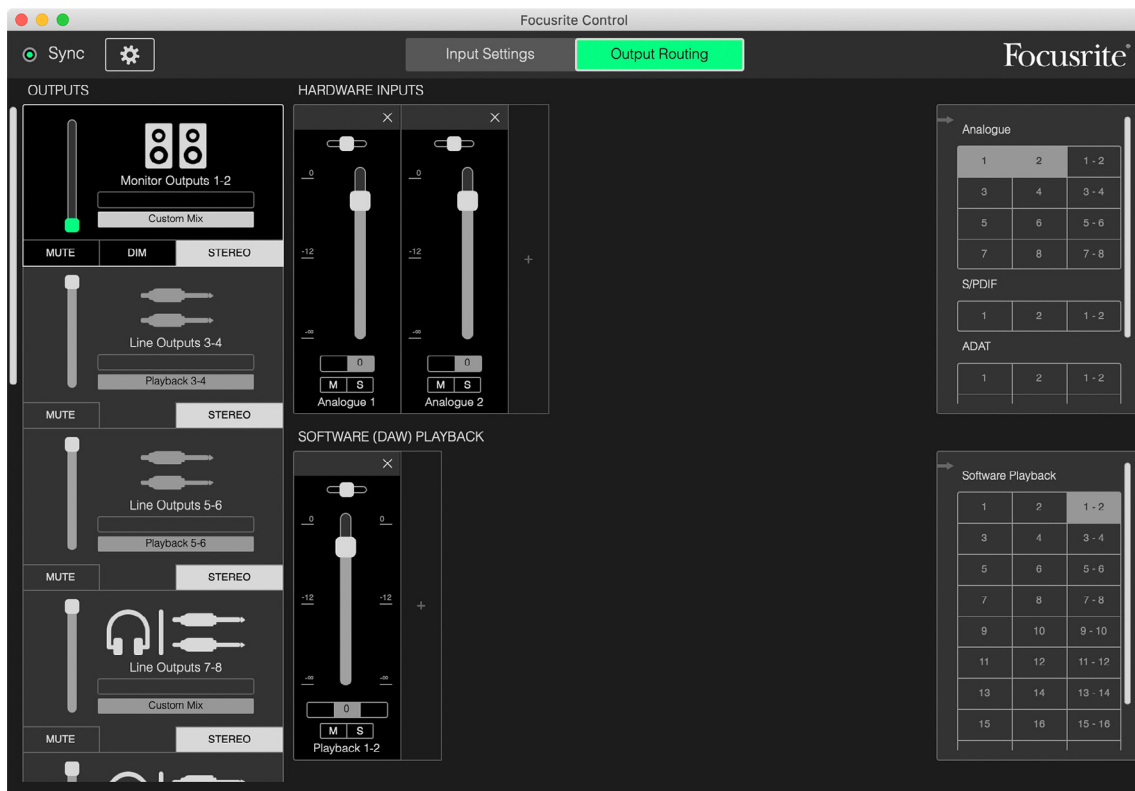 Focusrite Control
Sync
Input Settings
Output Routing
Focusrite®
OUTPUTS
Monitor Outputs 1-2
Custom Mix
MUTE DIM STEREO
Line Outputs 3-4
Playback 3-4
MUTE STEREO
Line Outputs 5-6
Playback 5-6
MUTE STEREO
Line Outputs 7-8
Custom Mix
MUTE STEREO
HARDWARE INPUTS
0
-12
-∞
0
M S
Analogue 1
0
-12
-∞
0
M S
Analogue 2
+
SOFTWARE (DAW) PLAYBACK
0 0
-12 -12
-∞ -∞
0
M S
Playback 1-2
+
Analogue
1 2 1 - 2
3 4 3 - 4
5 6 5 - 6
7 8 7 - 8
S/PDIF
1 2 1 - 2
ADAT
1 2 1 - 2
Software Playback
1 2 1 - 2
3 4 3 - 4
5 6 5 - 6
7 8 7 - 8
9 10 9 - 10
11 12 11 - 12
13 14 13 - 14
15 16 15 - 16